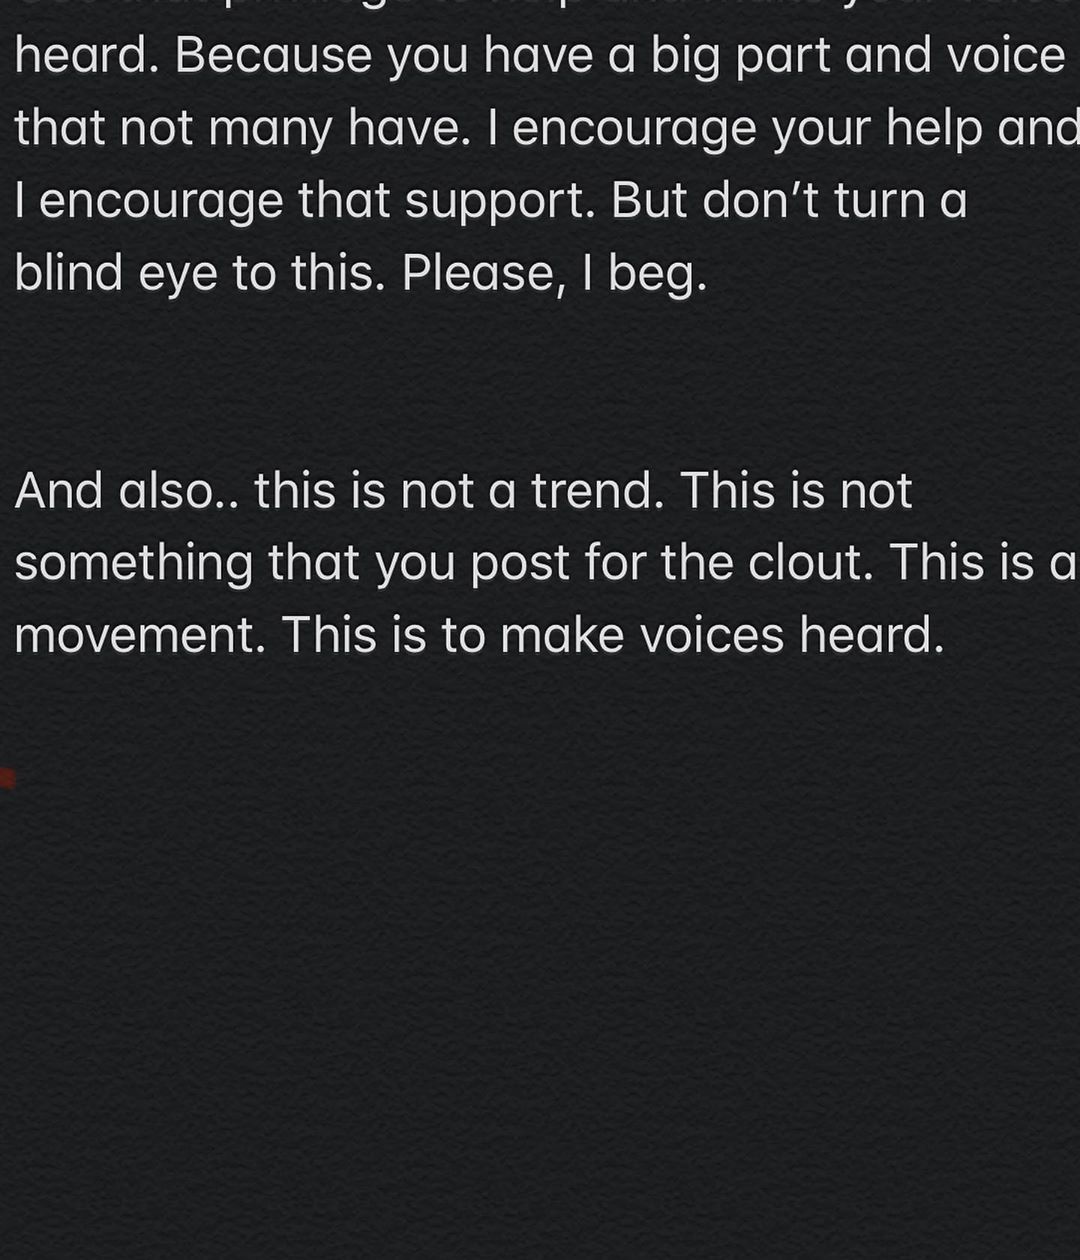 heard. Because you have a big part and voice
that not many have. I encourage your help and
I encourage that support. But don’t turn a
blind eye to this. Please, I beg.
And also.. this is not a trend. This is not
something that you post for the clout. This is a
movement. This is to make voices heard.